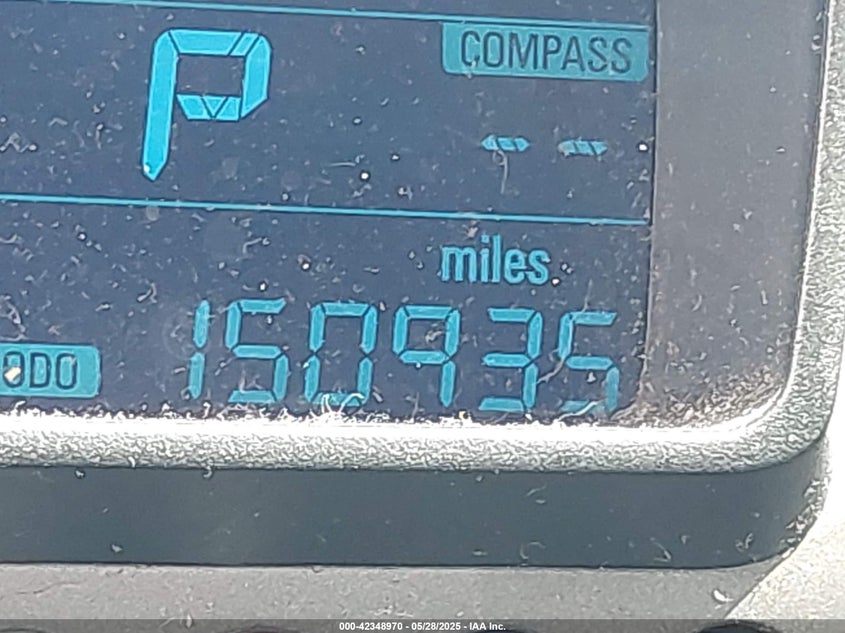 P
COMPASS
--
miles
ODO 150935
000-42348970 - 05/28/2025 - IAA Inc.